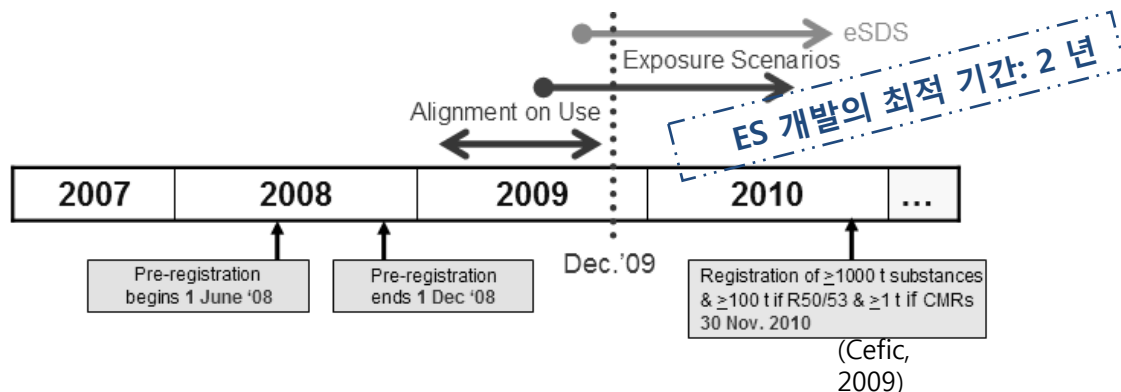 eSDS
Exposure Scenarios
ES 개발의 최적 기간: 2 년
Alignment on Use
2007 2008 2009 2010 ...
Dec.'09
Pre-registration
begins 1 June '08
Pre-registration
ends 1 Dec '08
Registration of ≥1000 t substances
& ≥100 t if R50/53 & ≥1 t if CMRs
30 Nov. 2010
(Cefic,
2009)